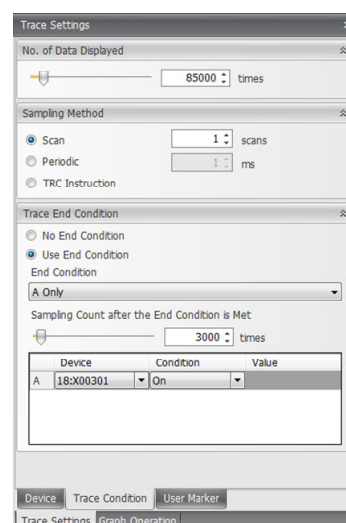 Trace Settings
No. of Data Displayed
85000 times
Sampling Method
Scan 1 scans
Periodic 1 ms
TRC Instruction
Trace End Condition
No End Condition
Use End Condition
End Condition
A Only
Sampling Count after the End Condition is Met
3000 times
Device Condition Value
A 18:X00301 On
Device Trace Condition User Marker
Trace Settings Graph Operation